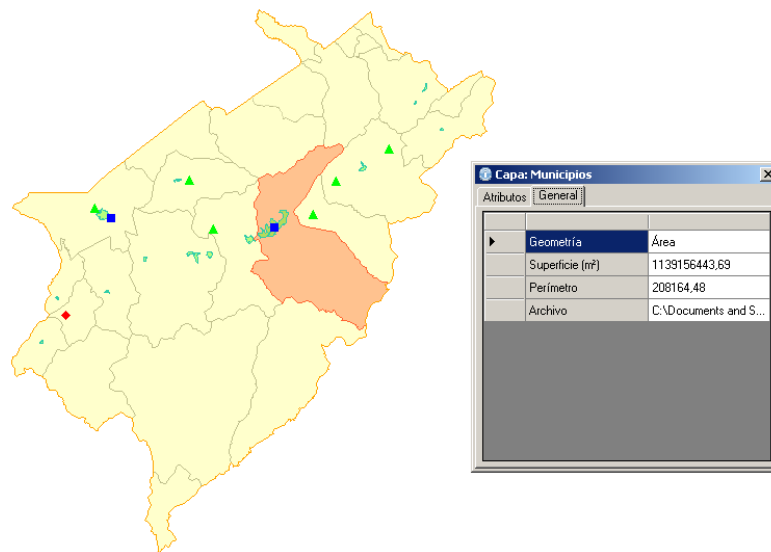 Capa: Municipios
Atributos General
Geometría Área
Superficie (m²) 1139156443,69
Perímetro 208164,48
Archivo C:\Documents and S...